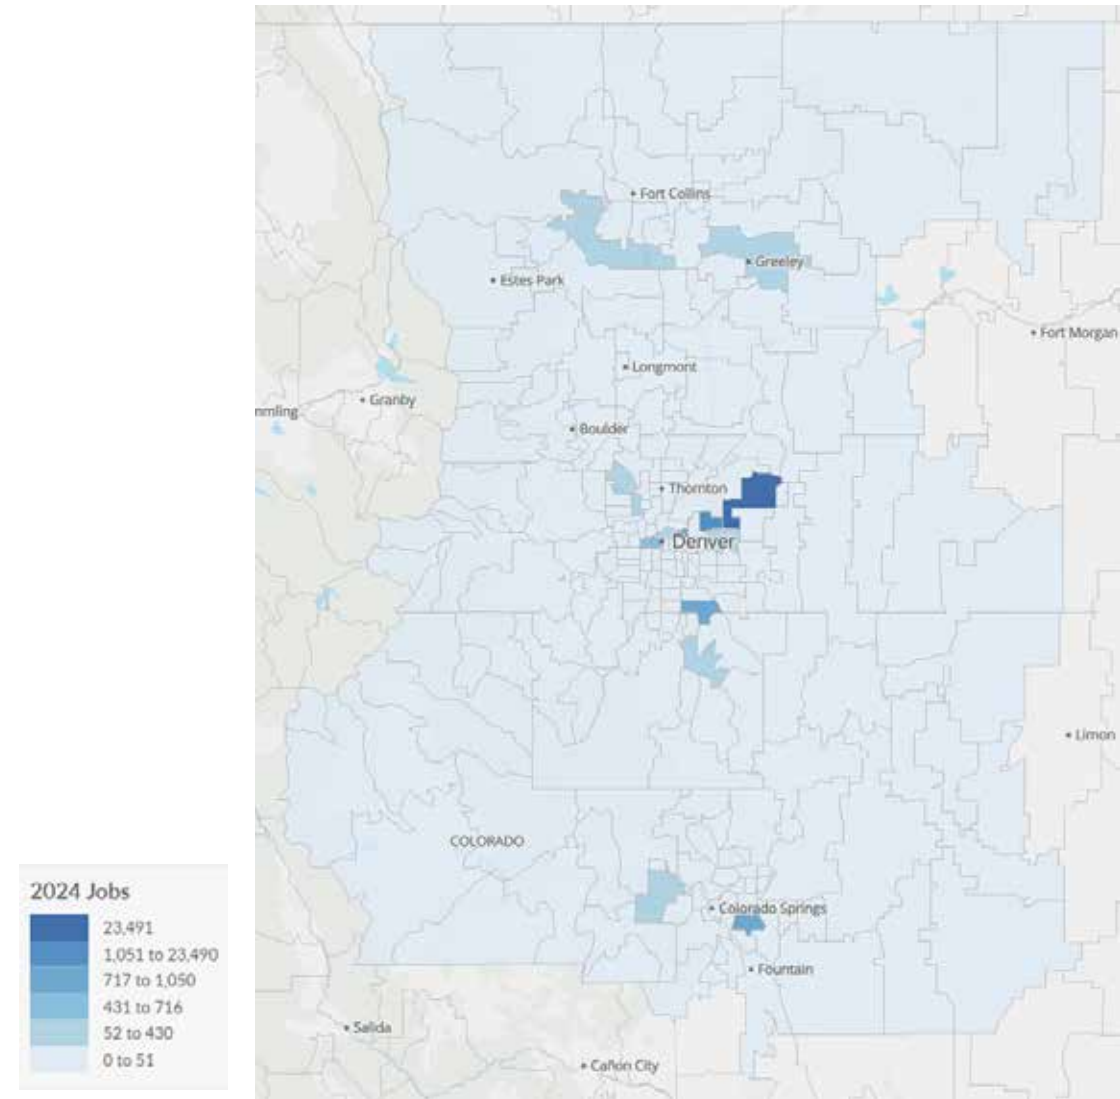 Fort Collins
Greeley
Estes Park
Fort Morgan
Longmont
Granby
mmling
Boulder
Thornton
Denver
Limon
COLORADO
2024 Jobs
23,491
1,051 to 23,490
717 to 1,050
431 to 716
52 to 430
0 to 51
Colorado Springs
Fountain
Salida
Cañon City